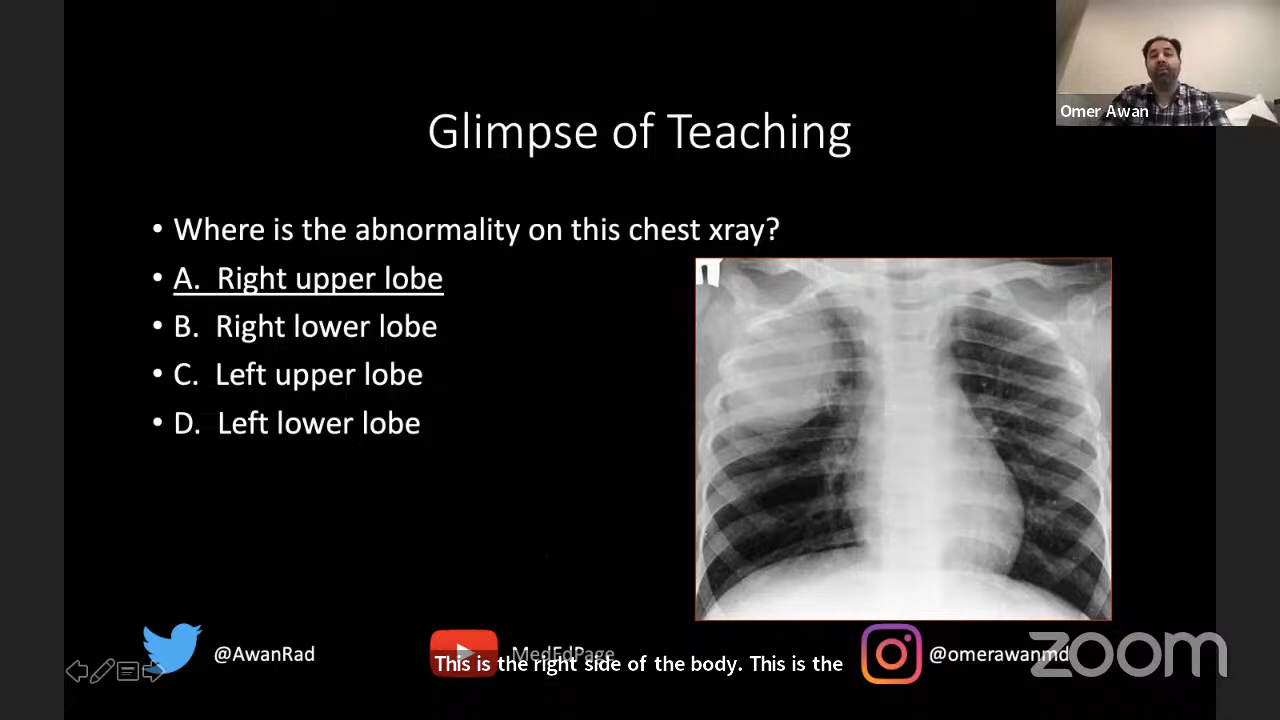 Omer Awan
Glimpse of Teaching
• Where is the abnormality on this chest xray?
• A. Right upper lobe
• B. Right lower lobe
• C. Left upper lobe
• D. Left lower lobe
@AwanRad
MedEdPage
@omerawanmd
This is the right side of the body. This is the
zoom